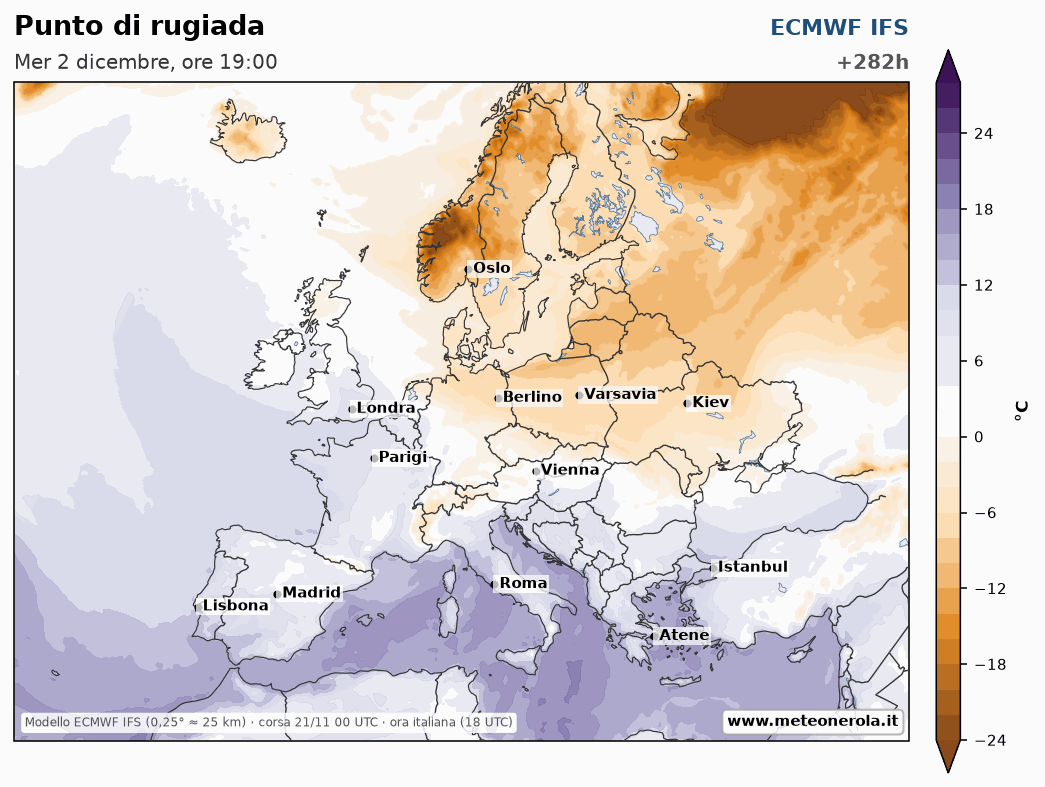 Punto di rugiada
ECMWF IFS
Mer 2 dicembre, ore 19:00
+282h
Oslo
Londra
Berlino
Varsavia
Kiev
Parigi
Vienna
Istanbul
Roma
Madrid
Lisbona
Atene
Modello ECMWF IFS (0,25° ≈ 25 km) · corsa 21/11 00 UTC · ora italiana (18 UTC)
www.meteonerola.it
24
18
12
6
0
−6
−12
−18
−24
°C